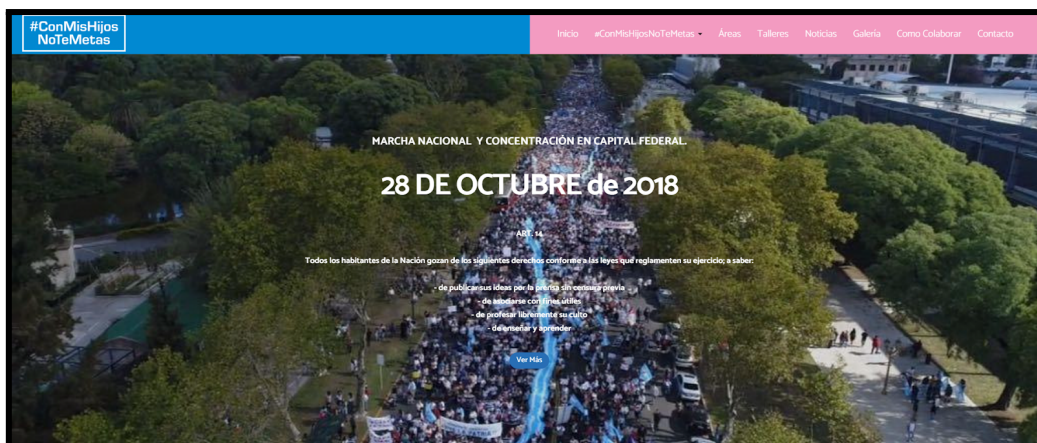 #ConMisHijos
NoTeMetas
Inicio #ConMisHijosNoTeMetas Áreas Talleres Noticias Galería Como Colaborar Contacto
MARCHA NACIONAL Y CONCENTRACIÓN EN CAPITAL FEDERAL.
28 DE OCTUBRE de 2018
ART. 14
Todos los habitantes de la Nación gozan de los siguientes derechos conforme a las leyes que reglamenten su ejercicio; a saber:
- de publicar sus ideas por la prensa sin censura previa
- de asociarse con fines útiles
- de profesar libremente su culto
- de enseñar y aprender
Ver Más